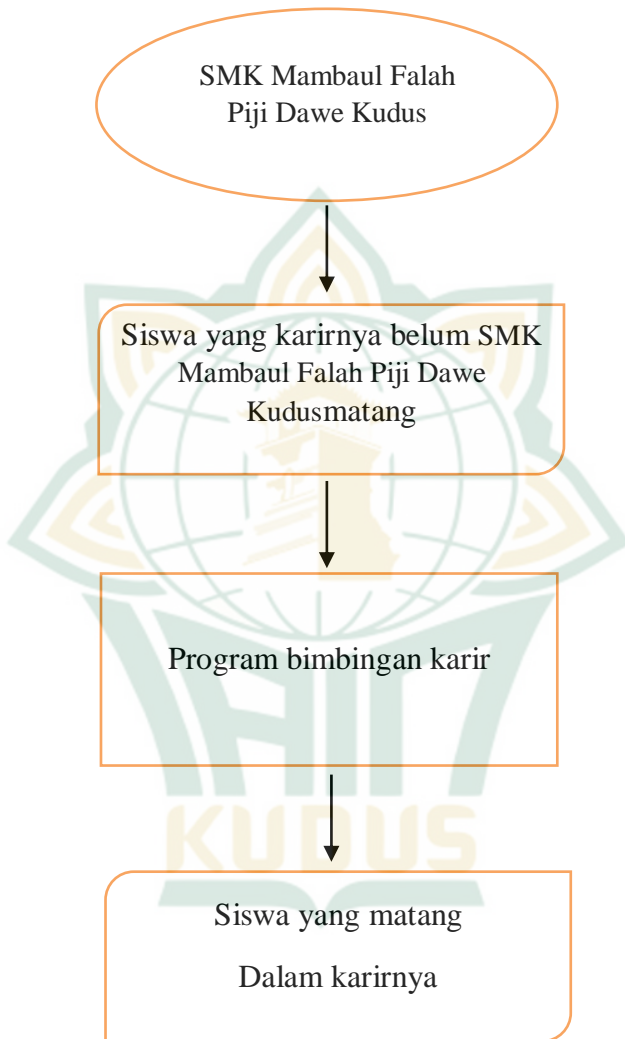 SMK Mambaul Falah
Piji Dawe Kudus
Siswa yang karirnya belum SMK
Mambaul Falah Piji Dawe
Kudusmatang
Program bimbingan karir
KUDUS
Siswa yang matang
Dalam karirnya